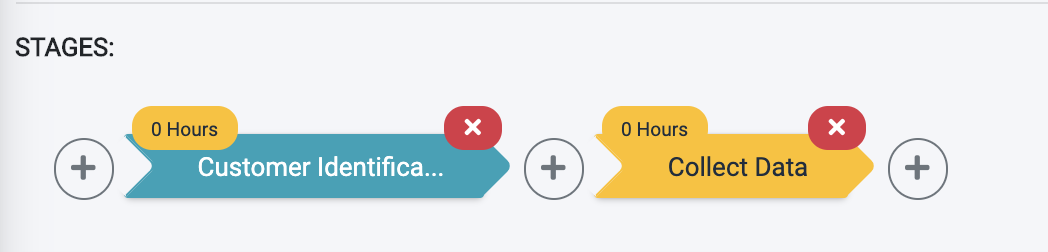 STAGES:
0 Hours
Customer Identifica...
0 Hours
Collect Data